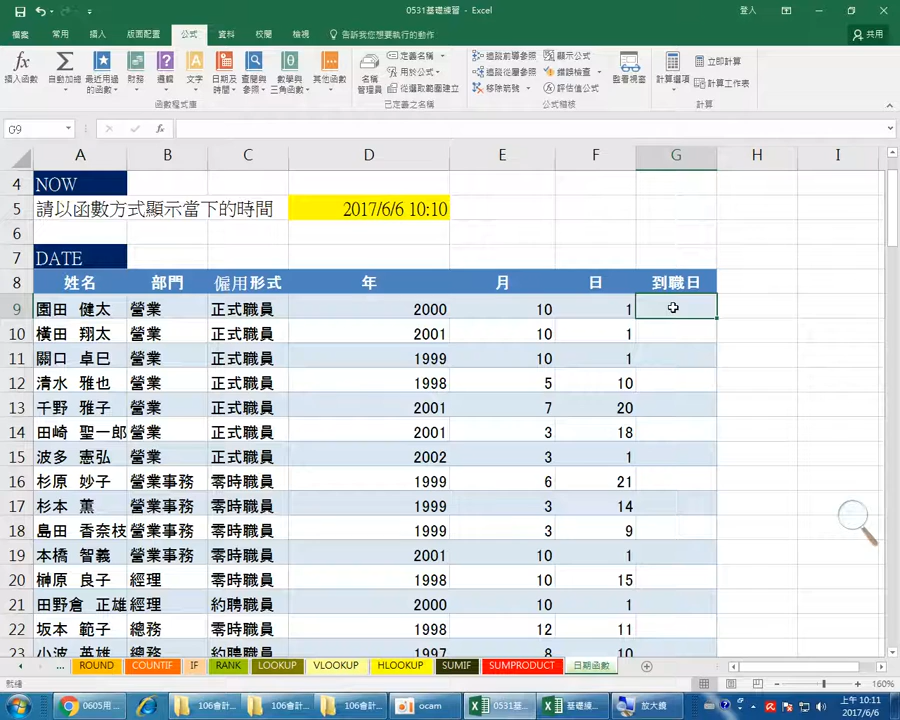 0531基礎練習 - Excel
登入
檔案 常用 插入 版面配置 公式 資料 校閱 檢視 告訴我您想要執行的動作 共用
插入函數 自動加總 最近用過的函數 財務 邏輯 文字 日期及時間 查閱與參照 數學與三角函數 其他函數
函數程式庫
名稱管理員 定義名稱 用於公式 從選取範圍建立
已定義之名稱
追蹤前導參照 追蹤從屬參照 移除箭號 顯示公式 錯誤檢查 評估值公式 監看視窗
公式稽核
計算選項 立即計算 計算工作表
計算
G9
fx
A B C D E F G H I
4 NOW
5 請以函數方式顯示當下的時間 2017/6/6 10:10
6
7 DATE
8 姓名 部門 僱用形式 年 月 日 到職日
9 園田 健太 營業 正式職員 2000 10 1
10 橫田 翔太 營業 正式職員 2001 10 1
11 關口 卓巳 營業 正式職員 1999 10 1
12 清水 雅也 營業 正式職員 1998 5 10
13 千野 雅子 營業 正式職員 2001 7 20
14 田崎 聖一郎 營業 正式職員 2001 3 18
15 波多 憲弘 營業 正式職員 2002 3 1
16 杉原 妙子 營業事務 零時職員 1999 6 21
17 杉本 薫 營業事務 零時職員 1999 3 14
18 島田 香奈枝 營業事務 零時職員 1999 3 9
19 本橋 智義 營業事務 零時職員 2001 10 1
20 榊原 良子 經理 零時職員 1998 10 15
21 田野倉 正雄 經理 約聘職員 2000 10 1
22 坂本 範子 總務 約聘職員 1998 12 11
23 小波 英雄 總務 約聘職員 1997 8 10
... ROUND COUNTIF IF RANK LOOKUP VLOOKUP HLOOKUP SUMIF SUMPRODUCT 日期函數
就緒
160%
0605用... 106會計... 106會計... 106會計... ocam 0531基... 基礎練... 放大鏡
上午 10:11
2017/6/6